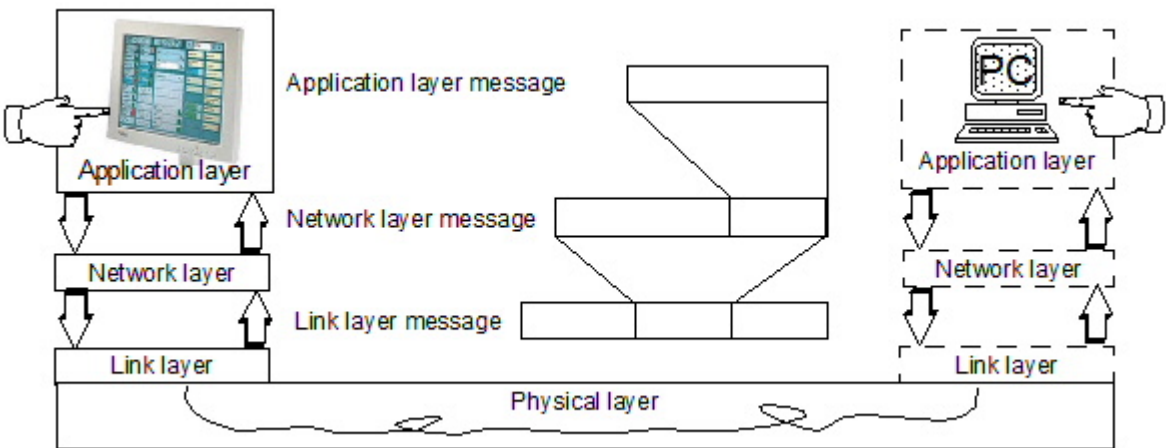 PC
Application layer message
Application layer
Application layer
Network layer message
Network layer
Network layer
Link layer message
Link layer
Link layer
Physical layer